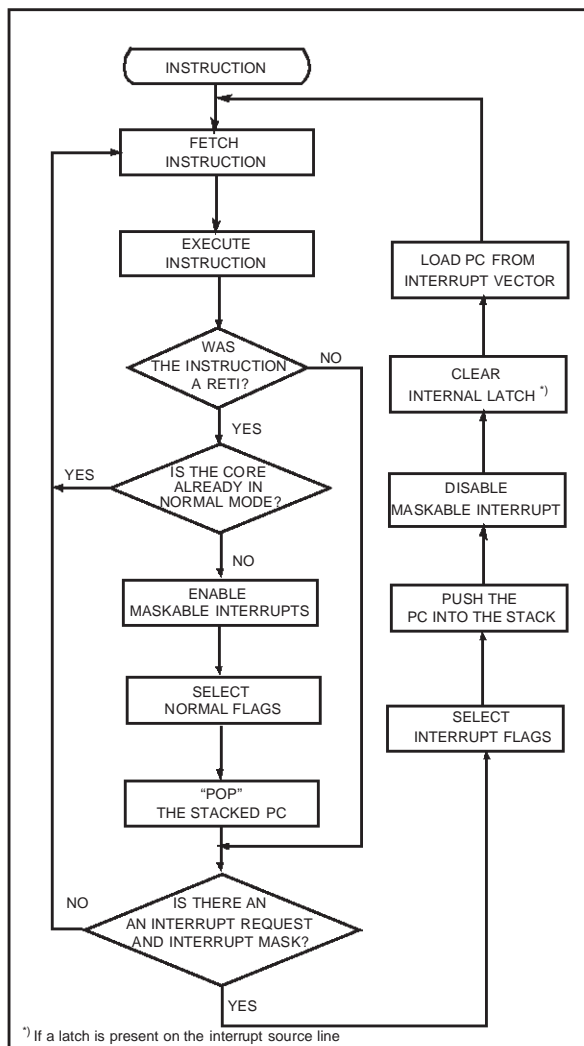 INSTRUCTION
FETCH
INSTRUCTION
EXECUTE
INSTRUCTION
WAS
THE INSTRUCTION
A RETI?
NO
YES
IS THE CORE
ALREADY IN
NORMAL MODE?
YES
NO
ENABLE
MASKABLE INTERRUPTS
SELECT
NORMAL FLAGS
“POP”
THE STACKED PC
IS THERE AN
AN INTERRUPT REQUEST
AND INTERRUPT MASK?
NO
YES
SELECT
INTERRUPT FLAGS
PUSH THE
PC INTO THE STACK
DISABLE
MASKABLE INTERRUPT
CLEAR
INTERNAL LATCH *)
LOAD PC FROM
INTERRUPT VECTOR
*) If a latch is present on the interrupt source line